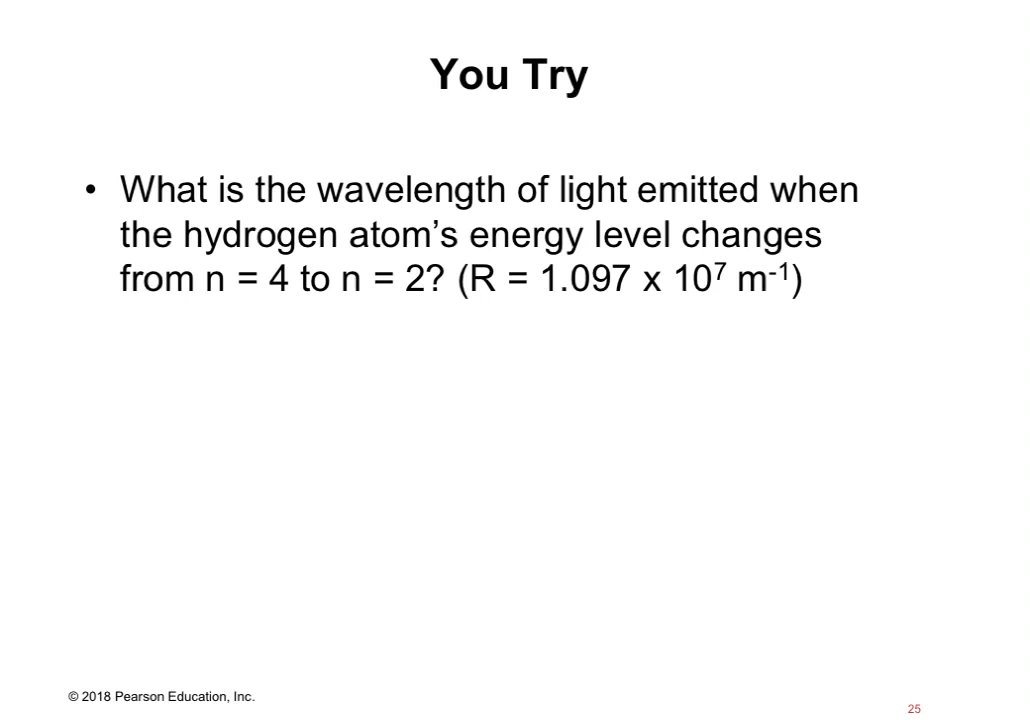 You Try
• What is the wavelength of light emitted when
the hydrogen atom’s energy level changes
from n = 4 to n = 2? (R = 1.097 x 10⁷ m⁻¹)
© 2018 Pearson Education, Inc.
25